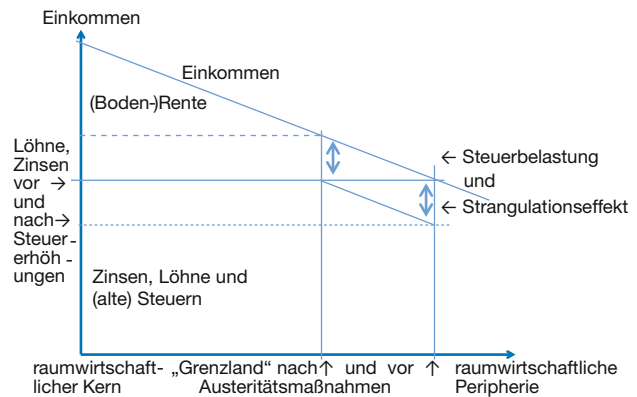 Einkommen
Einkommen
(Boden-)Rente
Löhne,
Zinsen
vor →
und
nach→
Steuer-
erhöh-
ungen
← Steuerbelastung
und
← Strangulationseffekt
Zinsen, Löhne und
(alte) Steuern
raumwirtschaft- „Grenzland“ nach↑ und vor ↑ raumwirtschaftliche
licher Kern Austeritätsmaßnahmen Peripherie